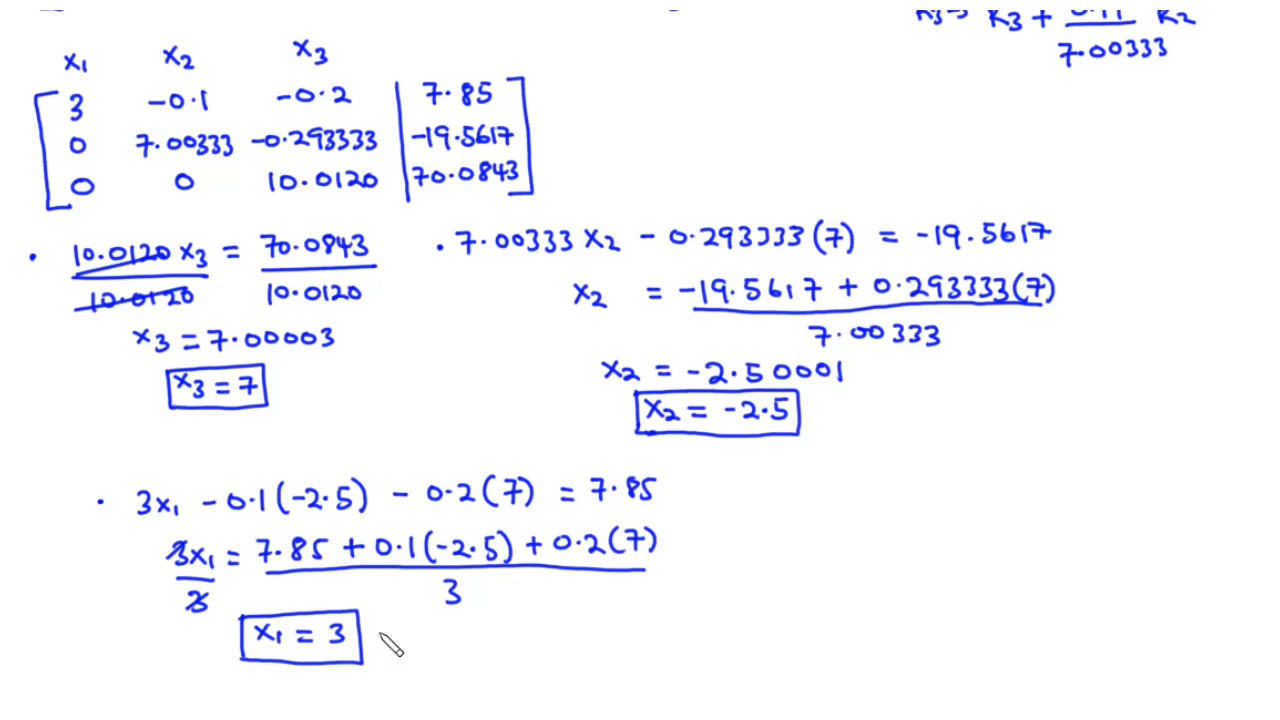 R3 + 0.19/7.00333 R2
x1 x2 x3
3 -0.1 -0.2 | 7.85
0 7.00333 -0.293333 | -19.5617
0 0 10.0120 | 70.0843
. 10.0120 x3 = 70.0843
10.0120 10.0120
x3 = 7.00003
x3 = 7
. 7.00333 x2 - 0.293333(7) = -19.5617
x2 = -19.5617 + 0.293333(7)
7.00333
x2 = -2.50001
x2 = -2.5
. 3x1 - 0.1(-2.5) - 0.2(7) = 7.85
3x1 = 7.85 + 0.1(-2.5) + 0.2(7)
3 3
x1 = 3